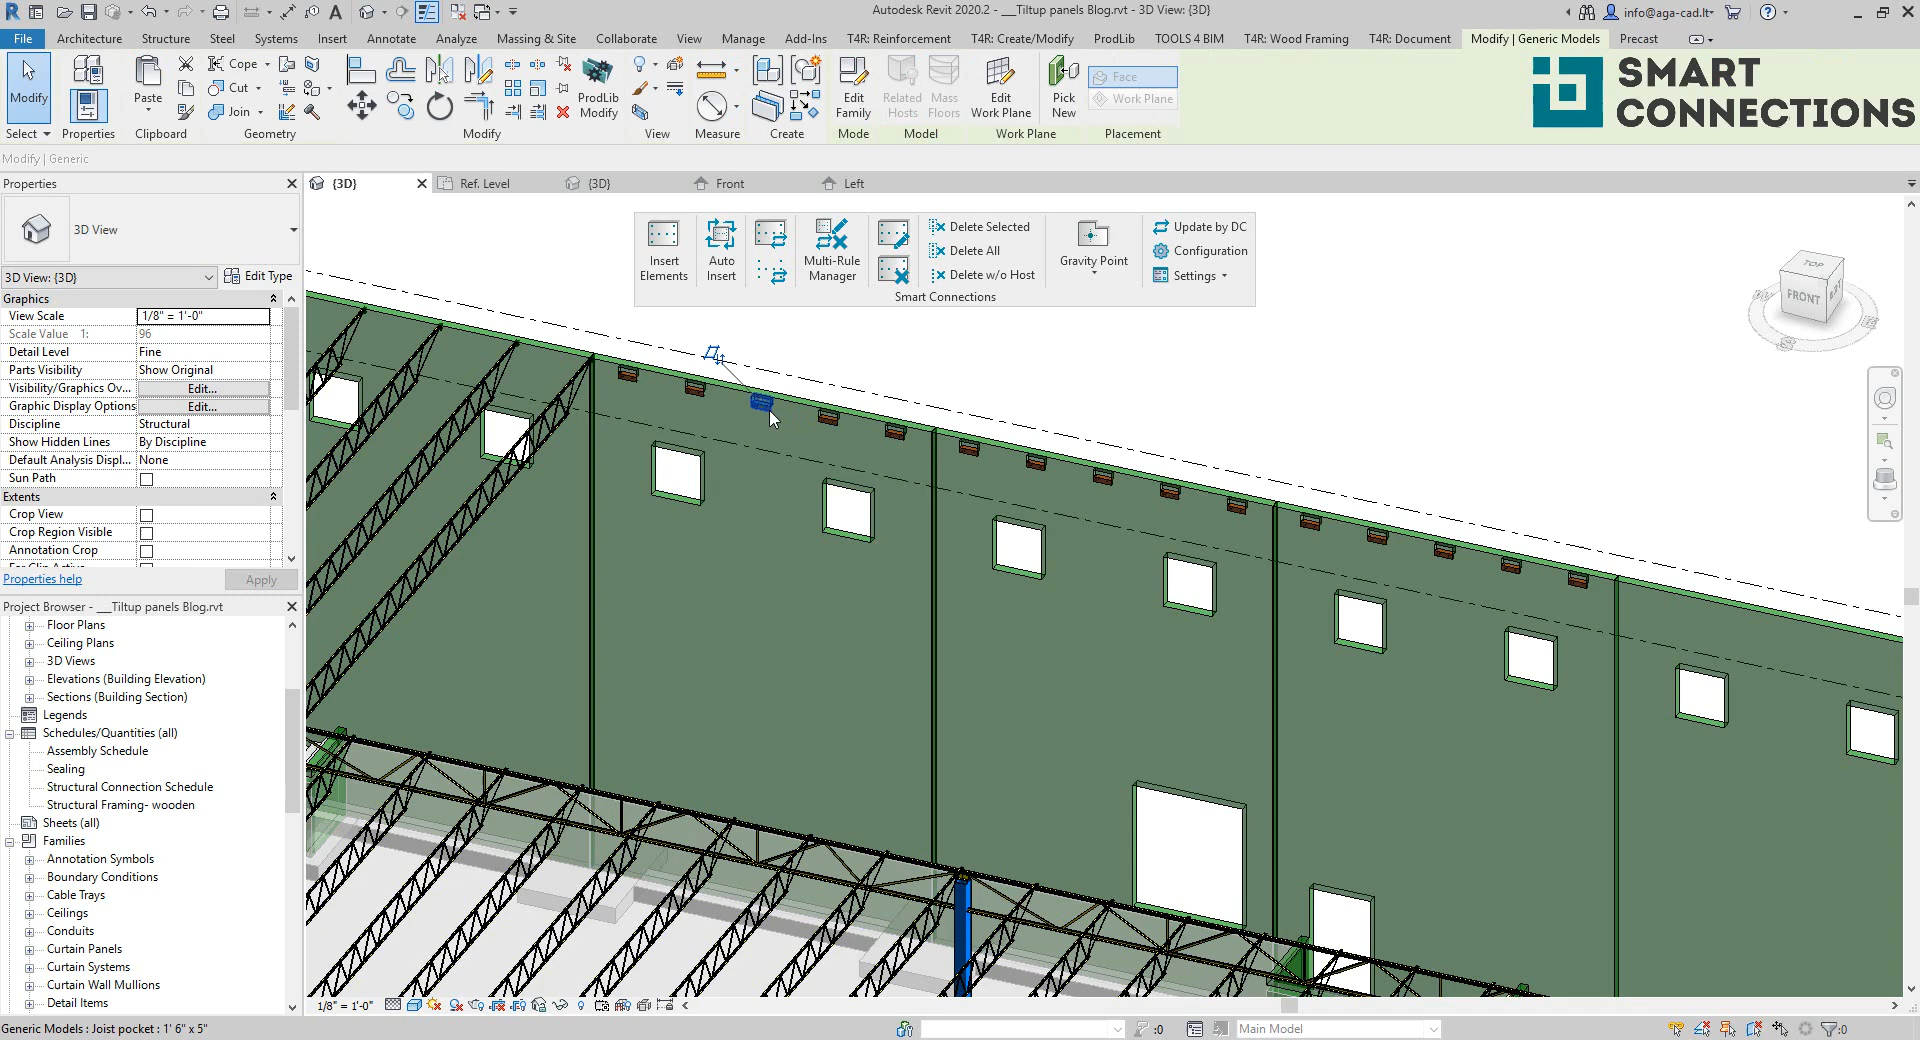 Autodesk Revit 2020.2 - ___Tiltup panels Blog.rvt - 3D View: {3D}
info@aga-cad.lt
File Architecture Structure Steel Systems Insert Annotate Analyze Massing & Site Collaborate View Manage Add-Ins T4R: Reinforcement T4R: Create/Modify ProdLib TOOLS 4 BIM T4R: Wood Framing T4R: Document Modify | Generic Models Precast
Modify
Properties
Paste
Cope
Cut
Join
ProdLib
Modify
Edit
Family
Related
Hosts
Mass
Floors
Edit
Work Plane
Pick
New
Face
Work Plane
SMART
CONNECTIONS
Select Properties Clipboard Geometry Modify View Measure Create Mode Model Work Plane Placement
Modify | Generic
Properties
{3D} Ref. Level {3D} Front Left
3D View
3D View: {3D} Edit Type
Graphics
View Scale 1/8" = 1'-0"
Scale Value 1: 96
Detail Level Fine
Parts Visibility Show Original
Visibility/Graphics Ov... Edit...
Graphic Display Options Edit...
Discipline Structural
Show Hidden Lines By Discipline
Default Analysis Displ... None
Sun Path
Extents
Crop View
Crop Region Visible
Annotation Crop
Properties help Apply
Insert
Elements
Auto
Insert
Multi-Rule
Manager
Delete Selected
Delete All
Delete w/o Host
Gravity Point
Update by DC
Configuration
Settings
Smart Connections
TOP
FRONT
Project Browser - ___Tiltup panels Blog.rvt
Floor Plans
Ceiling Plans
3D Views
Elevations (Building Elevation)
Sections (Building Section)
Legends
Schedules/Quantities (all)
Assembly Schedule
Sealing
Structural Connection Schedule
Structural Framing- wooden
Sheets (all)
Families
Annotation Symbols
Boundary Conditions
Cable Trays
Ceilings
Conduits
Curtain Panels
Curtain Systems
Curtain Wall Mullions
Detail Items
1/8" = 1'-0"
Generic Models : Joist pocket : 1' 6" x 5"
:0
Main Model
:0